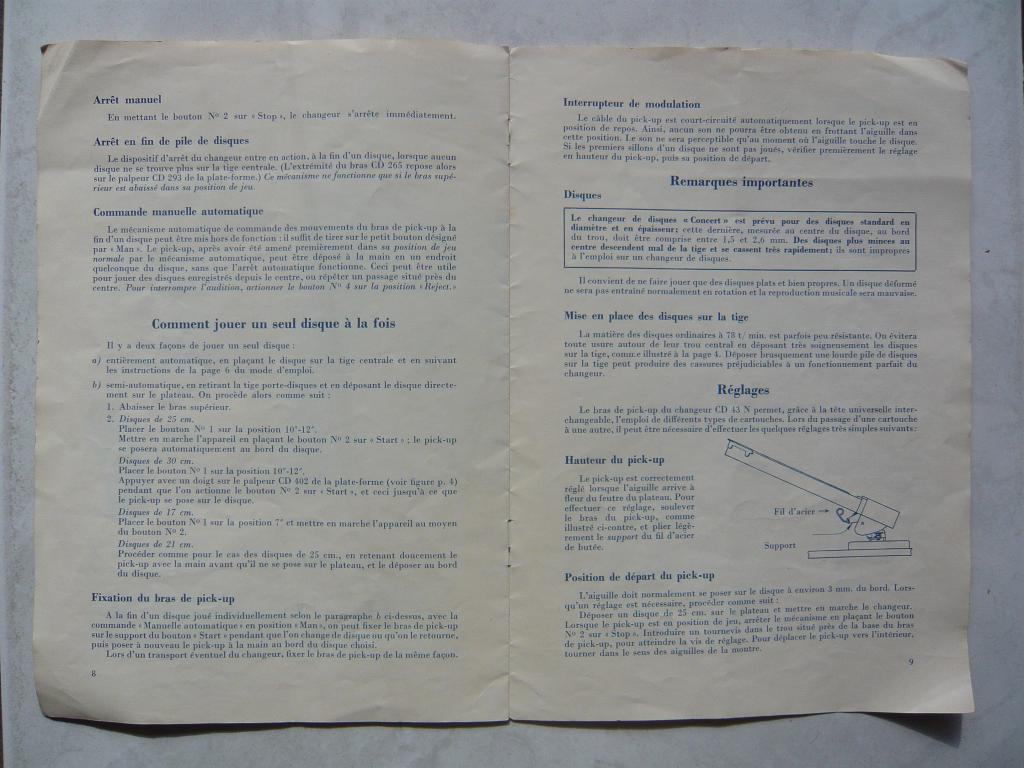 Arrêt manuel
En mettant le bouton Nº 2 sur « Stop », le changeur s'arrête immédiatement.
Arrêt en fin de pile de disques
Le dispositif d'arrêt du changeur entre en action, à la fin d'un disque, lorsque aucun
disque ne se trouve plus sur la tige centrale. (L'extrémité du bras CD 265 repose alors
sur le palpeur CD 293 de la plate-forme.) Ce mécanisme ne fonctionne que si le bras supé-
rieur est abaissé dans sa position de jeu.
Commande manuelle automatique
Le mécanisme automatique de commande des mouvements du bras de pick-up à la
fin d'un disque peut être mis hors de fonction : il suffit de tirer sur le petit bouton désigné
par « Man ». Le pick-up, après avoir été amené premièrement dans sa position de jeu
normale par le mécanisme automatique, peut être déposé à la main en un endroit
quelconque du disque, sans que l'arrêt automatique fonctionne. Ceci peut être utile
pour jouer des disques enregistrés depuis le centre, ou répéter un passage situé près du
centre. Pour interrompre l'audition, actionner le bouton Nº 4 sur la position « Reject. »
Comment jouer un seul disque à la fois
Il y a deux façons de jouer un seul disque :
a) entièrement automatique, en plaçant le disque sur la tige centrale et en suivant
les instructions de la page 6 du mode d'emploi.
b) semi-automatique, en retirant la tige porte-disques et en déposant le disque directe-
ment sur le plateau. On procède alors comme suit :
1. Abaisser le bras supérieur.
2. Disques de 25 cm.
Placer le bouton Nº 1 sur la position 10"-12".
Mettre en marche l'appareil en plaçant le bouton Nº 2 sur « Start » ; le pick-up
se posera automatiquement au bord du disque.
Disques de 30 cm.
Placer le bouton Nº 1 sur la position 10"-12".
Appuyer avec un doigt sur le palpeur CD 402 de la plate-forme (voir figure p. 4)
pendant que l'on actionne le bouton Nº 2 sur « Start », et ceci jusqu'à ce que
le pick-up se pose sur le disque.
Disques de 17 cm.
Placer le bouton Nº 1 sur la position 7" et mettre en marche l'appareil au moyen
du bouton Nº 2.
Disques de 21 cm.
Procéder comme pour le cas des disques de 25 cm., en retenant doucement le
pick-up avec la main avant qu'il ne se pose sur le plateau, et le déposer au bord
du disque.
Fixation du bras de pick-up
A la fin d'un disque joué individuellement selon le paragraphe b ci-dessus, avec la
commande « Manuelle automatique » en position « Man », on peut fixer le bras de pick-up
sur le support du bouton « Start » pendant que l'on change de disque ou qu'on le retourne,
puis poser à nouveau le pick-up à la main au bord du disque choisi.
Lors d'un transport éventuel du changeur, fixer le bras de pick-up de la même façon.
8
Interrupteur de modulation
Le câble du pick-up est court-circuité automatiquement lorsque le pick-up est en
position de repos. Ainsi, aucun son ne pourra être obtenu en frottant l'aiguille dans
cette position. Le son ne sera perceptible qu'au moment où l'aiguille touche le disque.
Si les premiers sillons d'un disque ne sont pas joués, vérifier premièrement le réglage
en hauteur du pick-up, puis sa position de départ.
Remarques importantes
Disques
Le changeur de disques « Concert » est prévu pour des disques standard en
diamètre et en épaisseur; cette dernière, mesurée au centre du disque, au bord
du trou, doit être comprise entre 1,5 et 2,6 mm. Des disques plus minces au
centre descendent mal de la tige et se cassent très rapidement; ils sont impropres
à l'emploi sur un changeur de disques.
Il convient de ne faire jouer que des disques plats et bien propres. Un disque déformé
ne sera pas entraîné normalement en rotation et la reproduction musicale sera mauvaise.
Mise en place des disques sur la tige
La matière des disques ordinaires à 78 t/ min. est parfois peu résistante. On évitera
toute usure autour de leur trou central en déposant très soigneusement les disques
sur la tige, comme illustré à la page 4. Déposer brusquement une lourde pile de disques
sur la tige peut produire des cassures préjudiciables à un fonctionnement parfait du
changeur.
Réglages
Le bras de pick-up du changeur CD 43 N permet, grâce à la tête universelle inter-
changeable, l'emploi de différents types de cartouches. Lors du passage d'une cartouche
à une autre, il peut être nécessaire d'effectuer les quelques réglages très simples suivants :
Hauteur du pick-up
Le pick-up est correctement
réglé lorsque l'aiguille arrive à
fleur du feutre du plateau. Pour
effectuer ce réglage, soulever
le bras du pick-up, comme
illustré ci-contre, et plier légè-
rement le support du fil d'acier
de butée.
Fil d'acier
Support
Position de départ du pick-up
L'aiguille doit normalement se poser sur le disque à environ 3 mm. du bord. Lors-
qu'un réglage est nécessaire, procéder comme suit :
Déposer un disque de 25 cm. sur le plateau et mettre en marche le changeur.
Lorsque le pick-up est en position de jeu, arrêter le mécanisme en plaçant le bouton
Nº 2 sur « Stop ». Introduire un tournevis dans le trou situé près de la base du bras
de pick-up, pour atteindre la vis de réglage. Pour déplacer le pick-up vers l'intérieur,
tourner dans le sens des aiguilles de la montre.
9